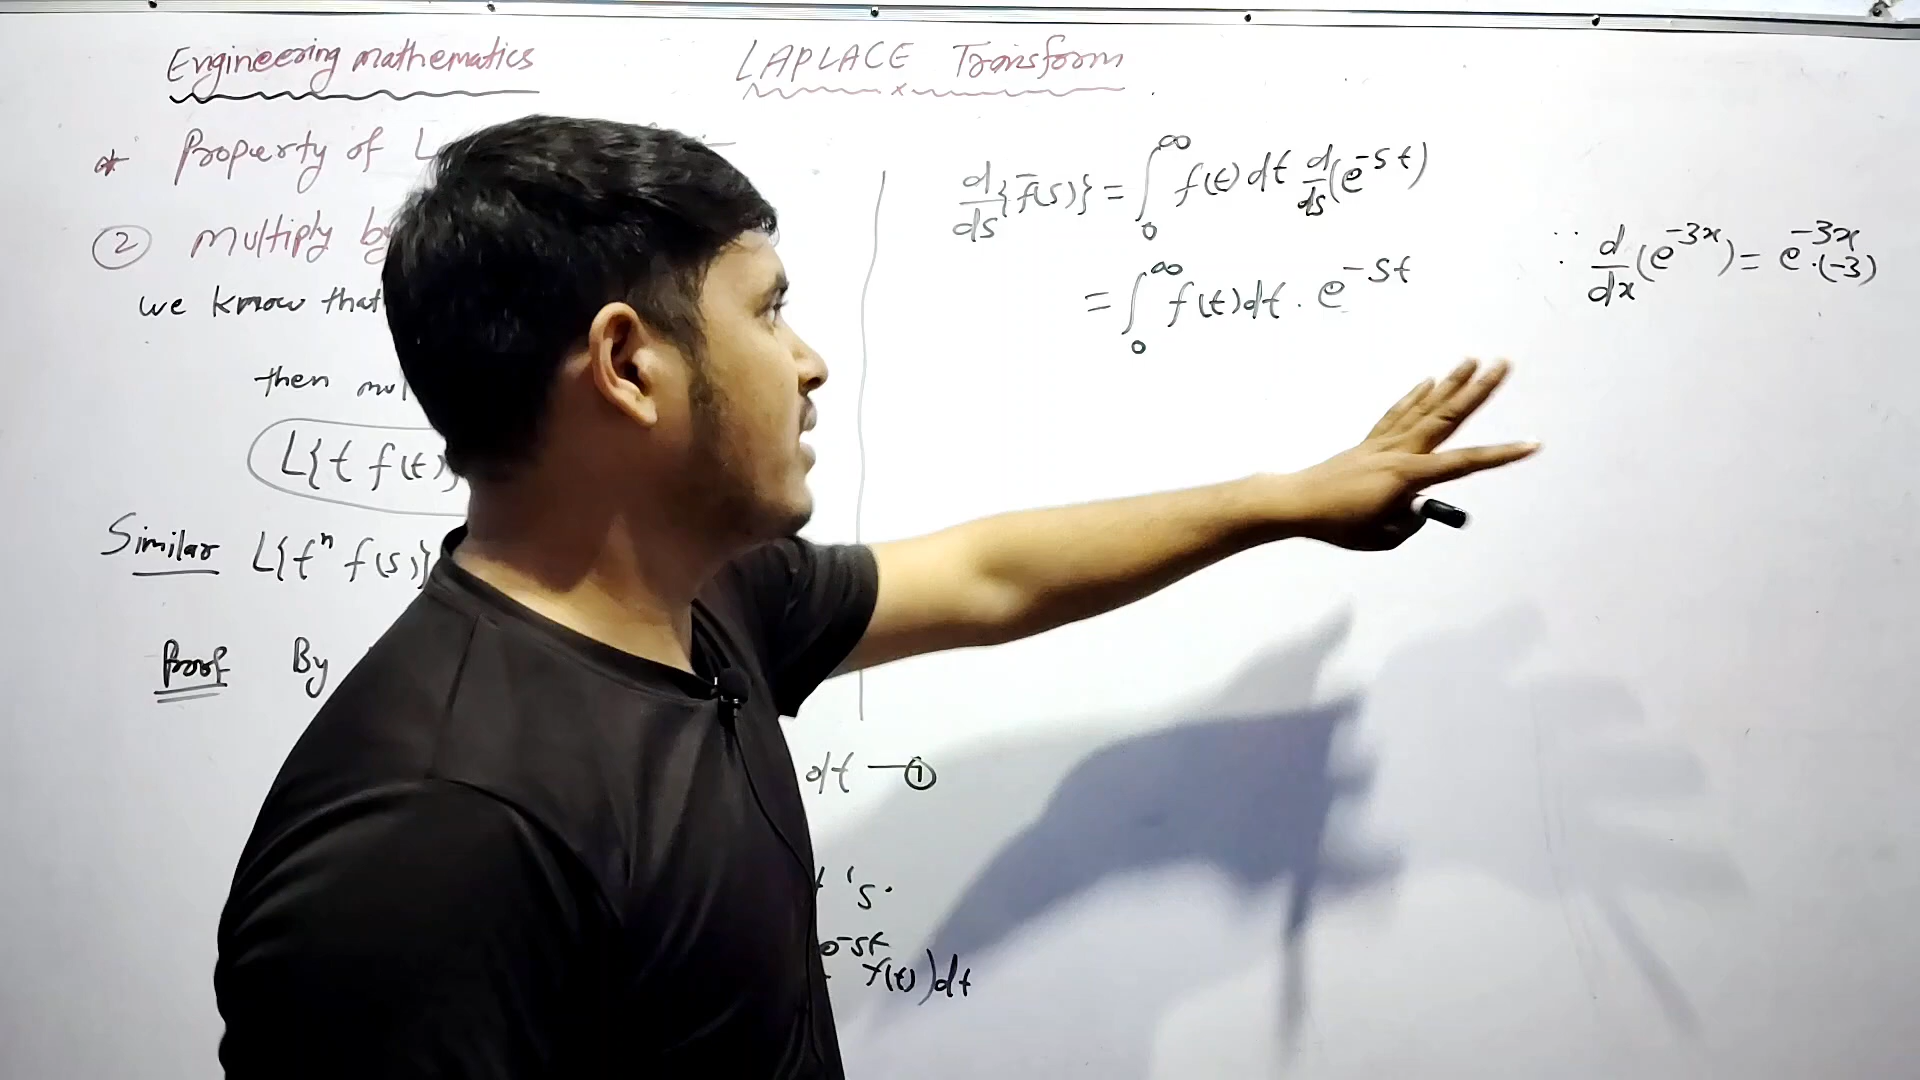 Engineering mathematics LAPLACE Transform
* Property of L
② Multiply by
we know that
then mul
L{t f(t)
Similar L{tⁿ f(s)}
Proof By
dt —①
's'
e^-st f(t))dt
d/ds{f̄(s)} = ∫₀^∞ f(t) dt d/ds(e^-st)
= ∫₀^∞ f(t)dt · e^-st
∵ d/dx(e^-3x) = e^-3x·(-3)